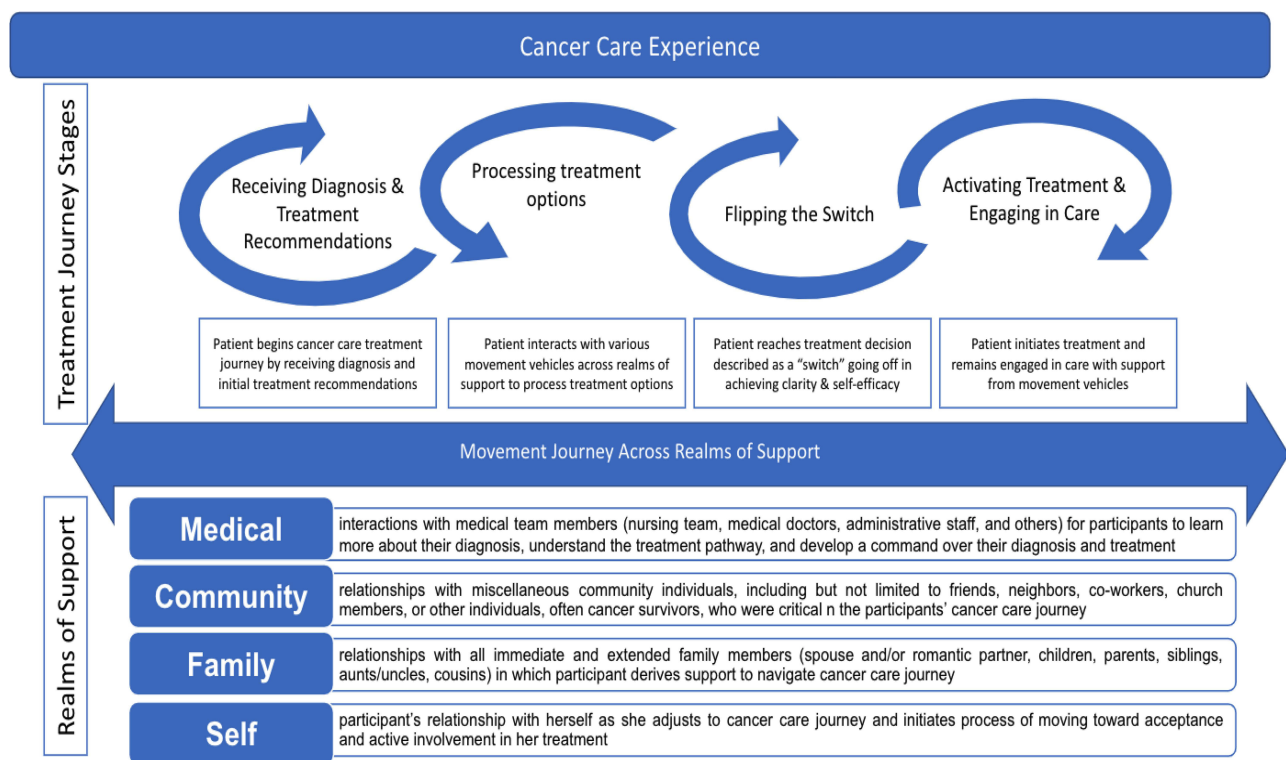 Cancer Care Experience
Treatment Journey Stages
Receiving Diagnosis &
Treatment
Recommendations
Processing treatment
options
Flipping the Switch
Activating Treatment &
Engaging in Care
Patient begins cancer care treatment
journey by receiving diagnosis and
initial treatment recommendations
Patient interacts with various
movement vehicles across realms of
support to process treatment options
Patient reaches treatment decision
described as a “switch” going off in
achieving clarity & self-efficacy
Patient initiates treatment and
remains engaged in care with support
from movement vehicles
Movement Journey Across Realms of Support
Realms of Support
Medical
interactions with medical team members (nursing team, medical doctors, administrative staff, and others) for participants to learn
more about their diagnosis, understand the treatment pathway, and develop a command over their diagnosis and treatment
Community
relationships with miscellaneous community individuals, including but not limited to friends, neighbors, co-workers, church
members, or other individuals, often cancer survivors, who were critical n the participants’ cancer care journey
Family
relationships with all immediate and extended family members (spouse and/or romantic partner, children, parents, siblings,
aunts/uncles, cousins) in which participant derives support to navigate cancer care journey
Self
participant’s relationship with herself as she adjusts to cancer care journey and initiates process of moving toward acceptance
and active involvement in her treatment